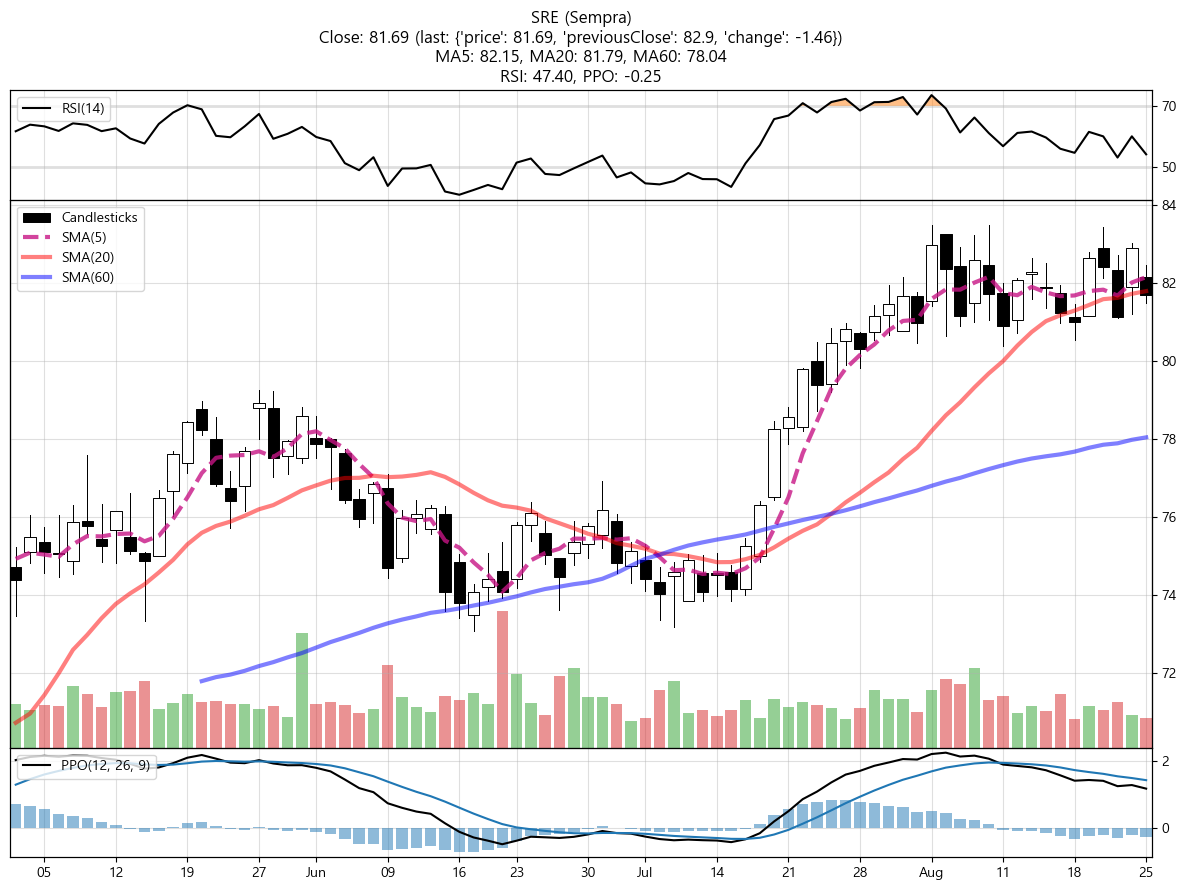 SRE (Sempra)
Close: 81.69 (last: {'price': 81.69, 'previousClose': 82.9, 'change': -1.46})
MA5: 82.15, MA20: 81.79, MA60: 78.04
RSI: 47.40, PPO: -0.25
RSI(14)
70
50
Candlesticks
SMA(5)
SMA(20)
SMA(60)
84
82
80
78
76
74
72
PPO(12, 26, 9)
2
0
05 12 19 27 Jun 09 16 23 30 Jul 14 21 28 Aug 11 18 25